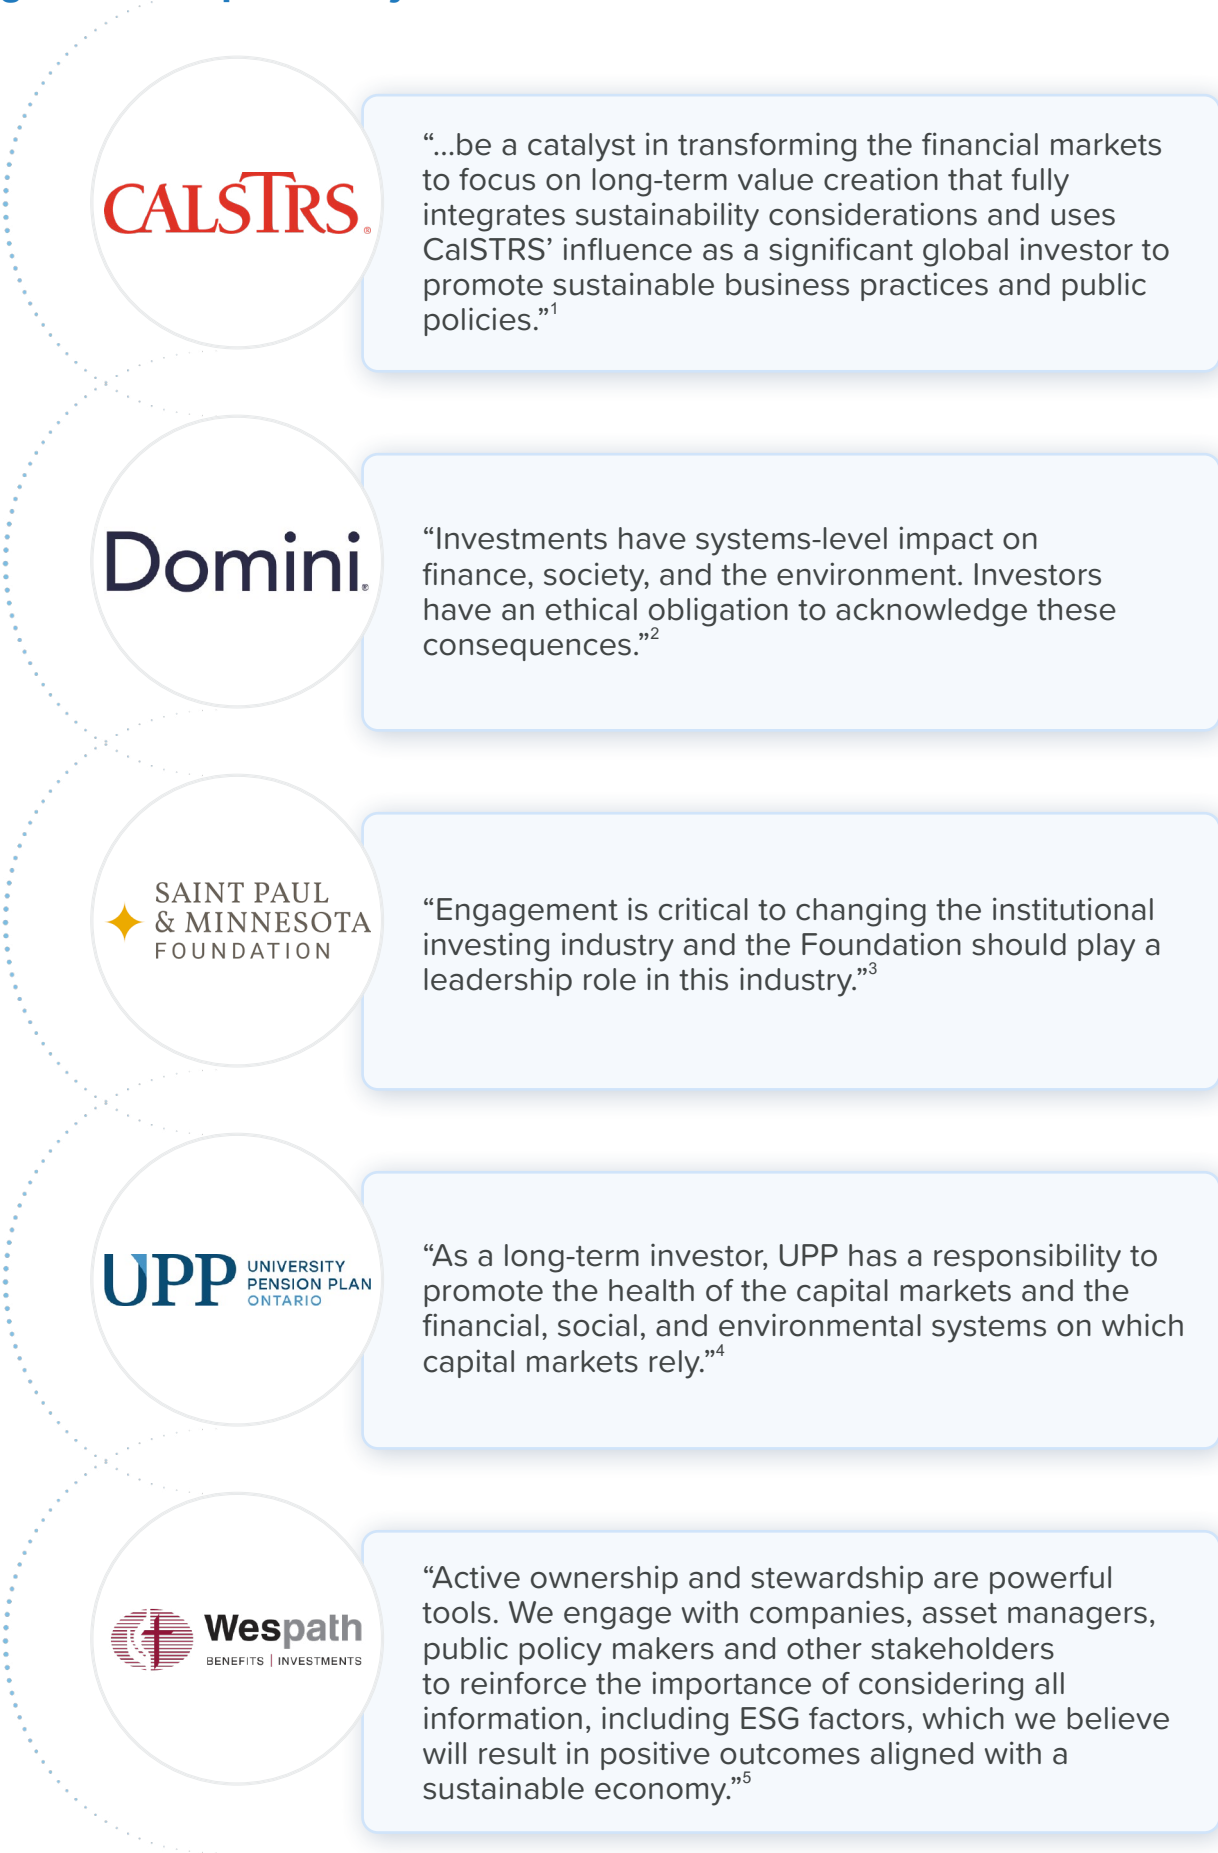 CALSTRS®
“...be a catalyst in transforming the financial markets
to focus on long-term value creation that fully
integrates sustainability considerations and uses
CalSTRS’ influence as a significant global investor to
promote sustainable business practices and public
policies.”1
Domini®
“Investments have systems-level impact on
finance, society, and the environment. Investors
have an ethical obligation to acknowledge these
consequences.”2
SAINT PAUL
& MINNESOTA
FOUNDATION
“Engagement is critical to changing the institutional
investing industry and the Foundation should play a
leadership role in this industry.”3
UPP
UNIVERSITY
PENSION PLAN
ONTARIO
“As a long-term investor, UPP has a responsibility to
promote the health of the capital markets and the
financial, social, and environmental systems on which
capital markets rely.”4
Wespath
BENEFITS | INVESTMENTS
“Active ownership and stewardship are powerful
tools. We engage with companies, asset managers,
public policy makers and other stakeholders
to reinforce the importance of considering all
information, including ESG factors, which we believe
will result in positive outcomes aligned with a
sustainable economy.”5